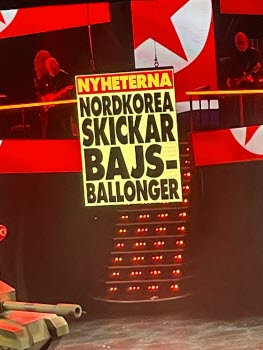 NYHETERNA
NORDKOREA
SKICKAR
BAJS-
BALLONGER